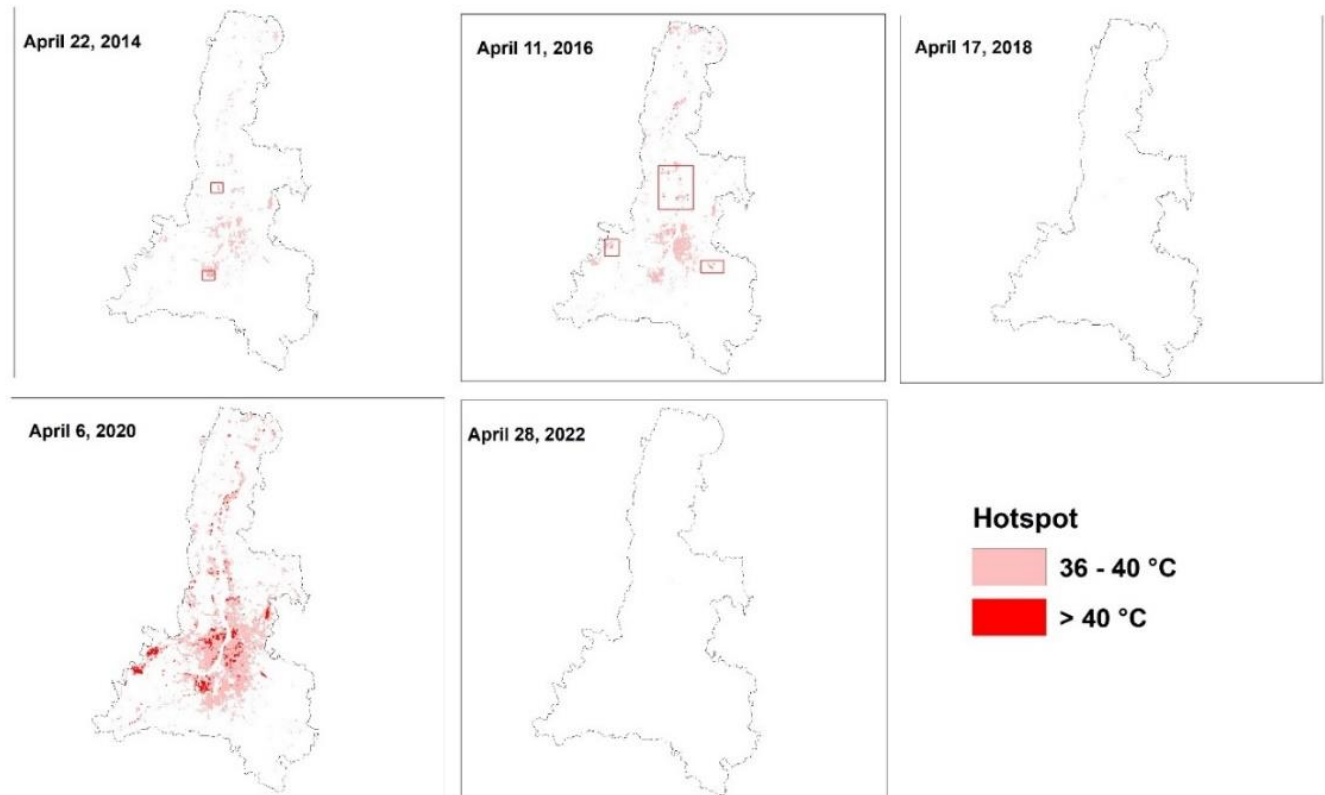 April 22, 2014
April 11, 2016
April 17, 2018
April 6, 2020
April 28, 2022
Hotspot
36 - 40 °C
> 40 °C